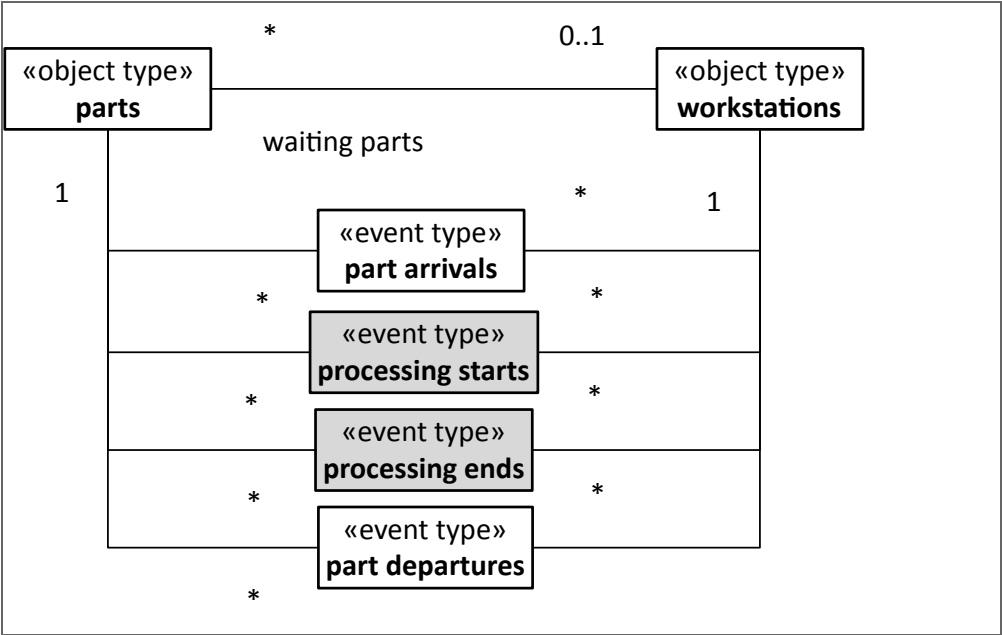 * 0..1
«object type» «object type»
parts workstations
waiting parts
1 * 1
«event type»
part arrivals
* *
«event type»
processing starts
* *
«event type»
processing ends
* *
«event type»
part departures
*